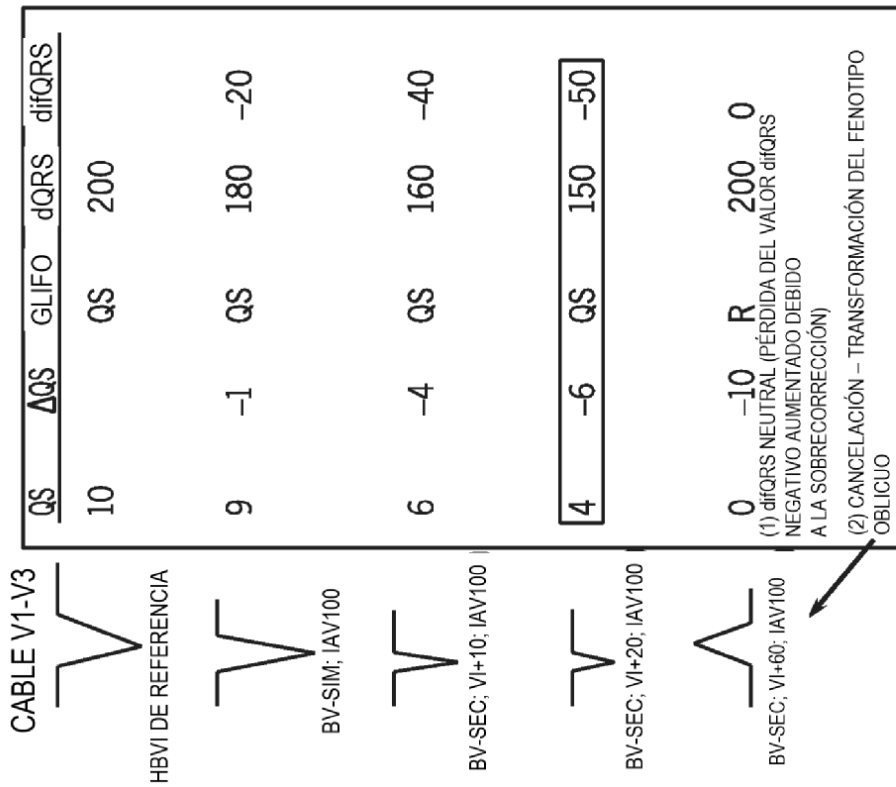 CABLE V1-V3
QS ΔQS GLIFO dQRS difQRS
HBVI DE REFERENCIA
10 QS 200
BV-SIM; IAV100
9 −1 QS 180 −20
BV-SEC; VI+10; IAV100
6 −4 QS 160 −40
BV-SEC; VI+20; IAV100
4 −6 QS 150 −50
BV-SEC; VI+60; IAV100
0 −10 R 200 0
(1) difQRS NEUTRAL (PÉRDIDA DEL VALOR difQRS
NEGATIVO AUMENTADO DEBIDO
A LA SOBRECORRECCIÓN)
(2) CANCELACIÓN – TRANSFORMACIÓN DEL FENOTIPO
OBLICUO